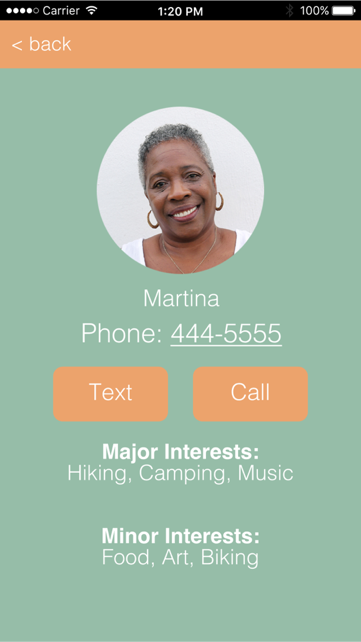 Carrier 1:20 PM 100%
< back
Martina
Phone: 444-5555
Text Call
Major Interests:
Hiking, Camping, Music
Minor Interests:
Food, Art, Biking